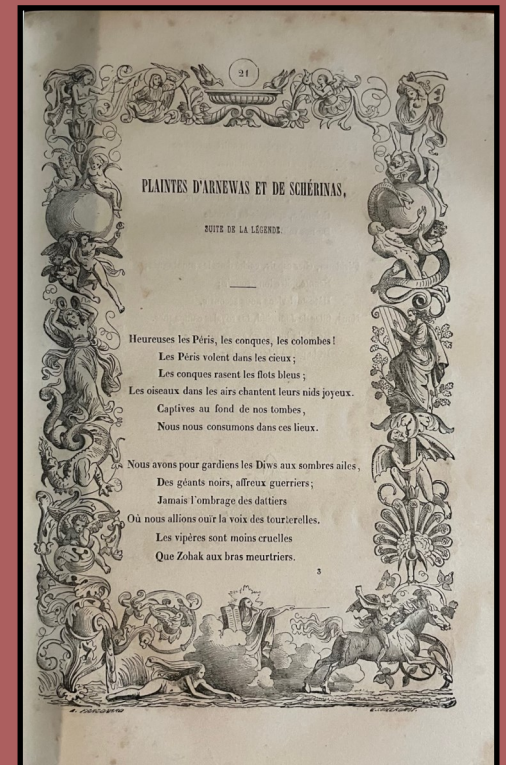 21
PLAINTES D'ARNEWAS ET DE SCHÉRINAS,
SUITE DE LA LÉGENDE.
Heureuses les Péris, les conques, les colombes!
Les Péris volent dans les cieux;
Les conques rasent les flots bleus;
Les oiseaux dans les airs chantent leurs nids joyeux.
Captives au fond de nos tombes,
Nous nous consumons dans ces lieux.
Nous avons pour gardiens les Diws aux sombres ailes,
Des géants noirs, affreux guerriers;
Jamais l'ombrage des dattiers
Où nous allions ouïr la voix des tourterelles.
Les vipères sont moins cruelles
Que Zohak aux bras meurtriers.
3